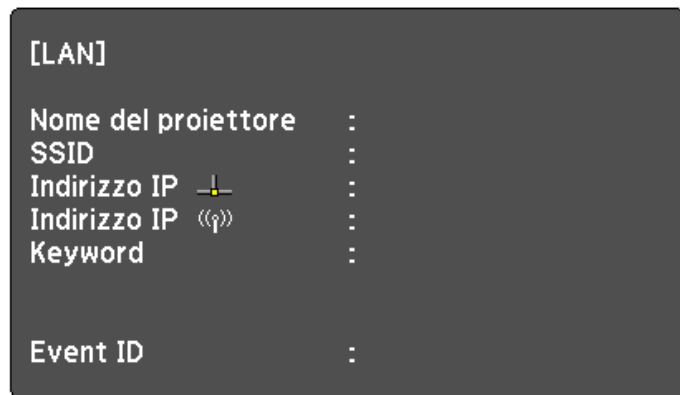 [LAN]
Nome del proiettore :
SSID :
Indirizzo IP :
Indirizzo IP :
Keyword :
Event ID :